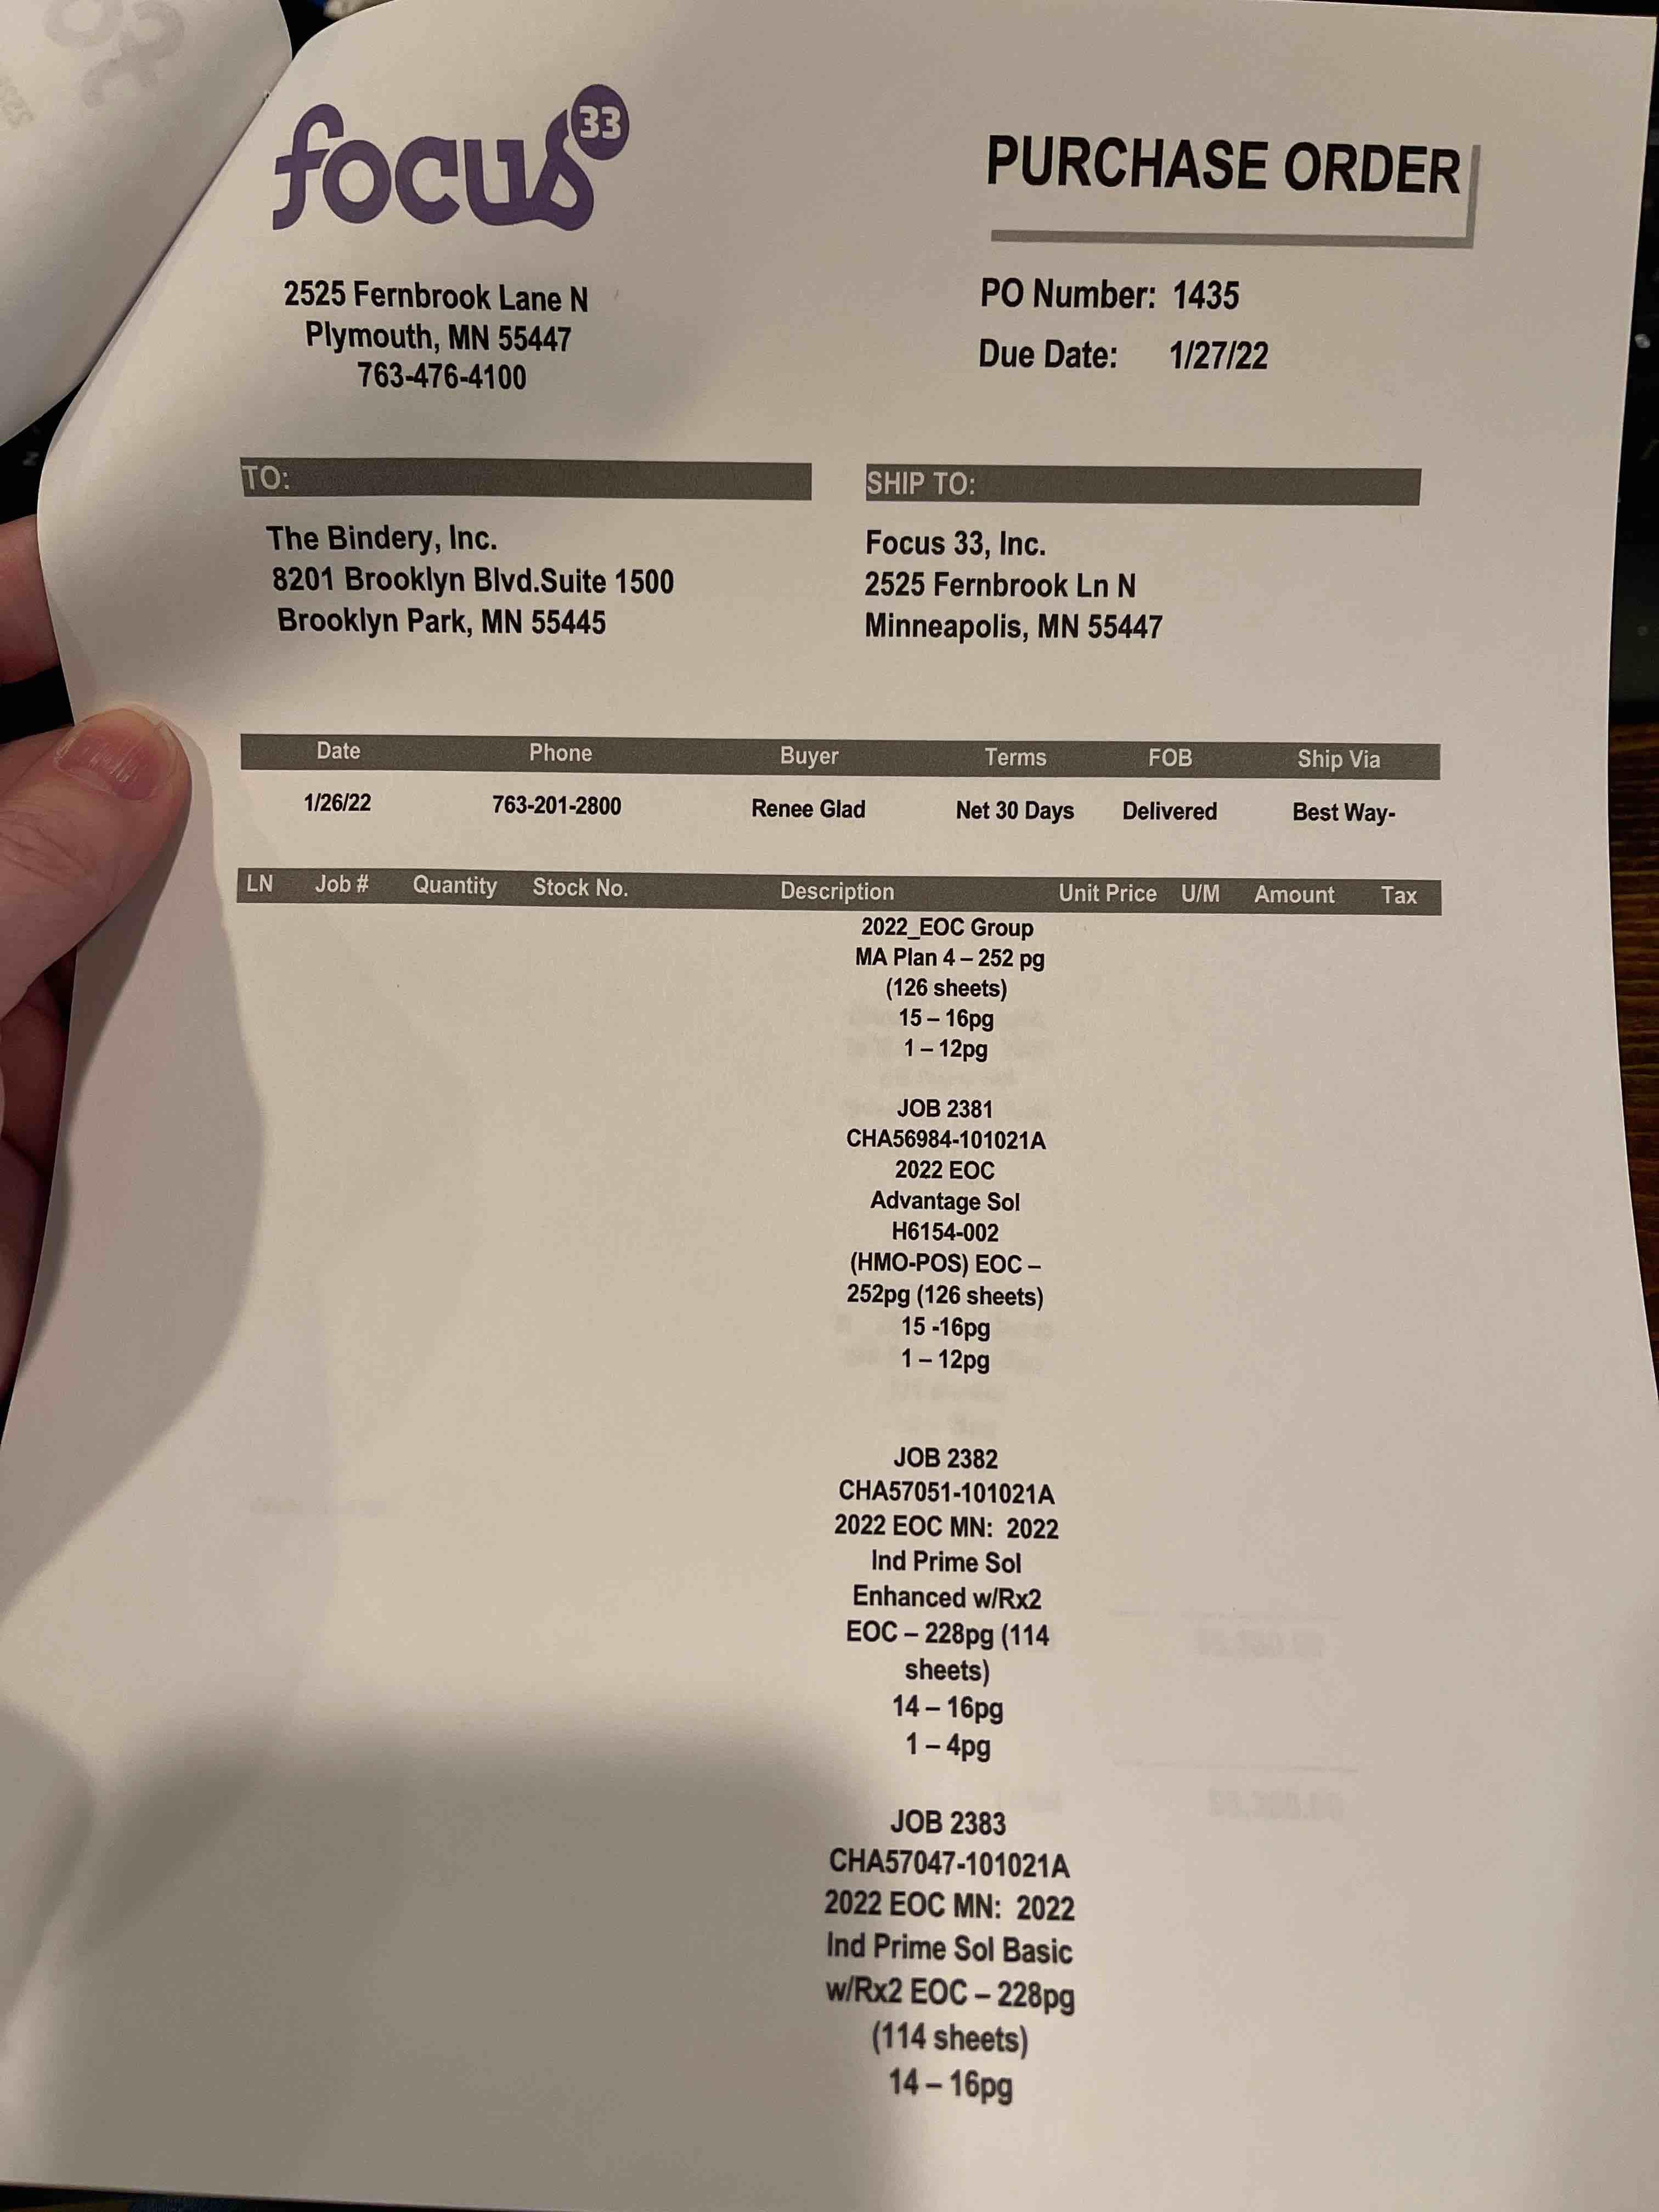 focus 33
PURCHASE ORDER
2525 Fernbrook Lane N
Plymouth, MN 55447
763-476-4100
PO Number: 1435
Due Date: 1/27/22
TO:
The Bindery, Inc.
8201 Brooklyn Blvd.Suite 1500
Brooklyn Park, MN 55445
SHIP TO:
Focus 33, Inc.
2525 Fernbrook Ln N
Minneapolis, MN 55447
Date Phone Buyer Terms FOB Ship Via
1/26/22 763-201-2800 Renee Glad Net 30 Days Delivered Best Way-
LN Job # Quantity Stock No. Description Unit Price U/M Amount Tax
2022_EOC Group
MA Plan 4 – 252 pg
(126 sheets)
15 – 16pg
1 – 12pg
JOB 2381
CHA56984-101021A
2022 EOC
Advantage Sol
H6154-002
(HMO-POS) EOC –
252pg (126 sheets)
15 -16pg
1 – 12pg
JOB 2382
CHA57051-101021A
2022 EOC MN: 2022
Ind Prime Sol
Enhanced w/Rx2
EOC – 228pg (114
sheets)
14 – 16pg
1 – 4pg
JOB 2383
CHA57047-101021A
2022 EOC MN: 2022
Ind Prime Sol Basic
w/Rx2 EOC – 228pg
(114 sheets)
14 – 16pg